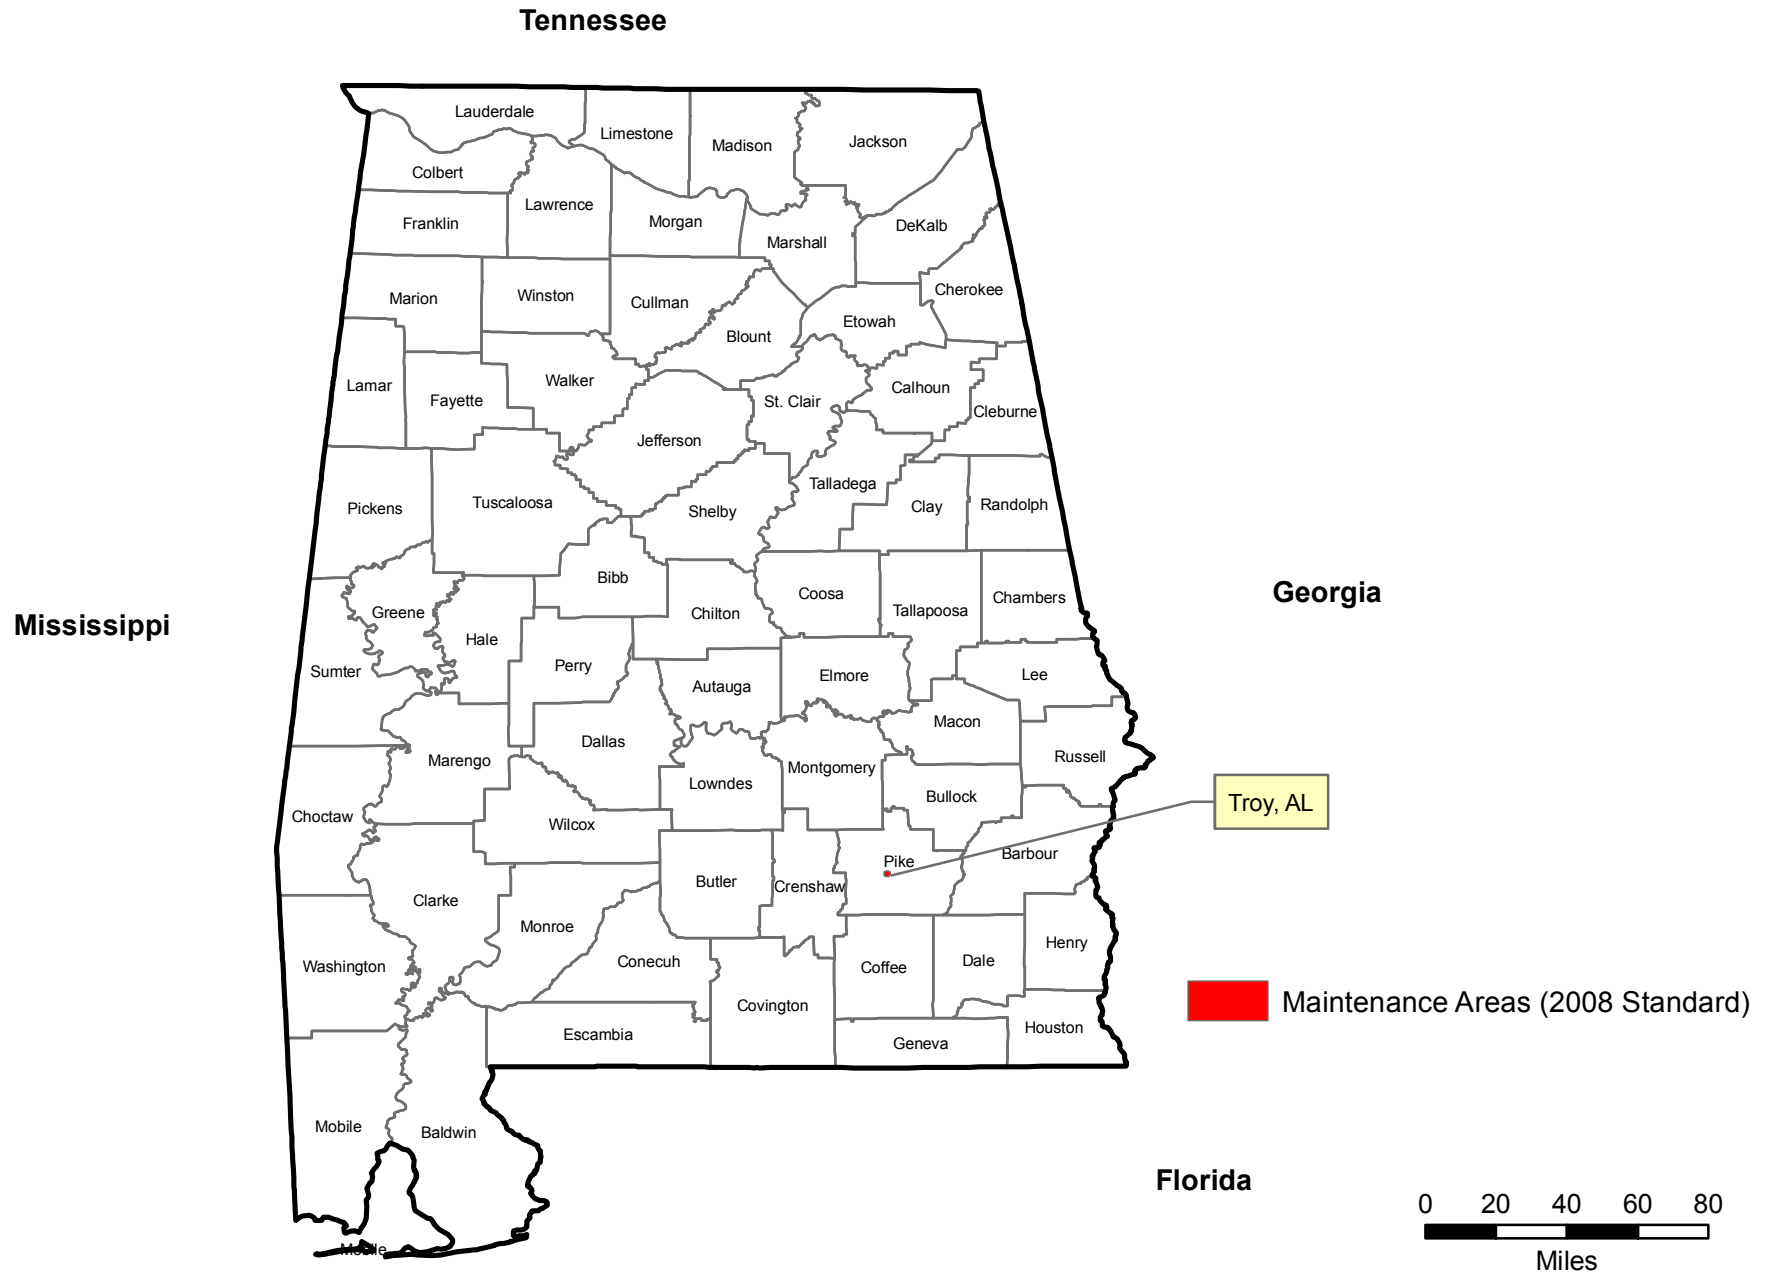 Tennessee
Lauderdale
Limestone
Madison
Jackson
Colbert
Lawrence
Franklin
Morgan
DeKalb
Marshall
Cherokee
Marion
Winston
Cullman
Etowah
Blount
Lamar
Walker
Calhoun
Fayette
St. Clair
Cleburne
Jefferson
Talladega
Pickens
Tuscaloosa
Shelby
Clay
Randolph
Bibb
Coosa
Georgia
Chambers
Greene
Chilton
Tallapoosa
Mississippi
Hale
Perry
Sumter
Elmore
Lee
Autauga
Macon
Dallas
Marengo
Russell
Montgomery
Lowndes
Bullock
Troy, AL
Choctaw
Wilcox
Barbour
Pike
Butler
Crenshaw
Clarke
Monroe
Henry
Washington
Conecuh
Coffee
Dale
Covington
Maintenance Areas (2008 Standard)
Escambia
Houston
Geneva
Mobile
Baldwin
Florida
0 20 40 60 80
Mobile
Miles